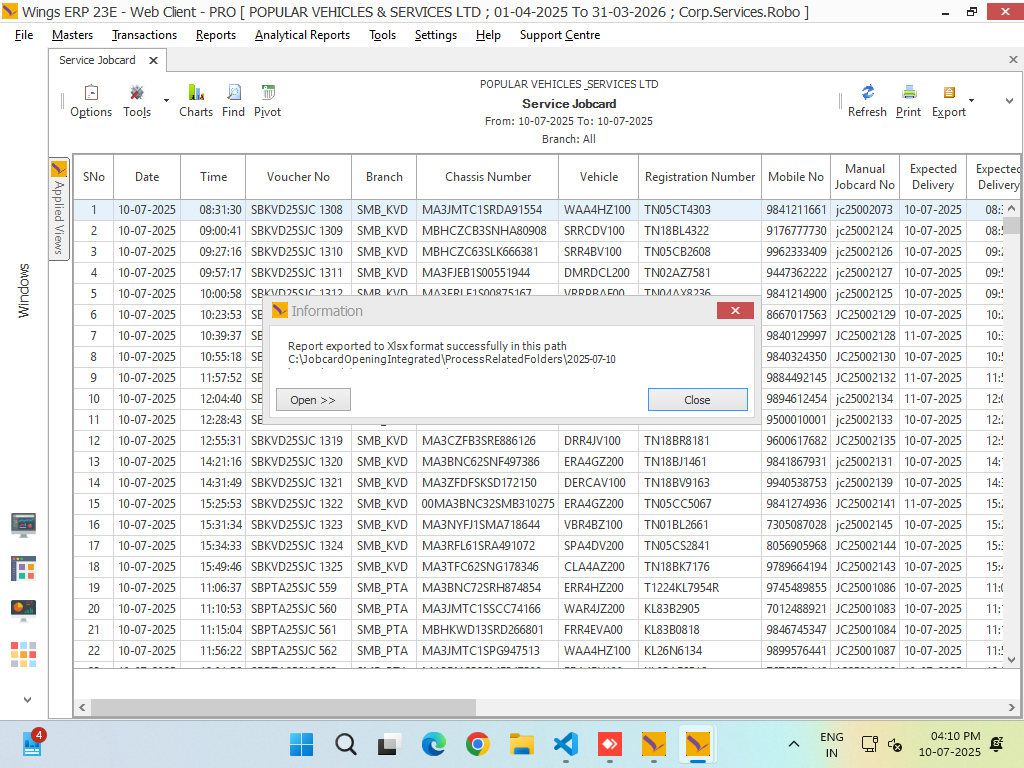 Wings ERP 23E - Web Client - PRO [ POPULAR VEHICLES & SERVICES LTD ; 01-04-2025 To 31-03-2026 ; Corp.Services.Robo ]
File Masters Transactions Reports Analytical Reports Tools Settings Help Support Centre
Service Jobcard
Options Tools Charts Find Pivot
POPULAR VEHICLES _SERVICES LTD
Service Jobcard
From: 10-07-2025 To: 10-07-2025
Branch: All
Refresh Print Export
Applied Views
Windows
SNo Date Time Voucher No Branch Chassis Number Vehicle Registration Number Mobile No Manual Jobcard No Expected Delivery Expected Delivery
1 10-07-2025 08:31:30 SBKVD25SJC 1308 SMB_KVD MA3JMTC1SRDA91554 WAA4HZ100 TN05CT4303 9841211661 jc25002073 10-07-2025 08:3
2 10-07-2025 09:00:41 SBKVD25SJC 1309 SMB_KVD MBHCZCB3SNHA80908 SRRCDV100 TN18BL4322 9176777730 jc25002124 10-07-2025 08:5
3 10-07-2025 09:27:16 SBKVD25SJC 1310 SMB_KVD MBHCZC63SLK666381 SRR4BV100 TN05CB2608 9962333409 jc25002126 10-07-2025 09:2
4 10-07-2025 09:57:17 SBKVD25SJC 1311 SMB_KVD MA3FJEB1S00551944 DMRDCL200 TN02AZ7581 9447362222 jc25002127 10-07-2025 09:5
5 10-07-2025 10:00:58 SBKVD25SJC 1312 SMB_KVD MA3ERLF1S00875167 VRRPBAF00 TN04AX8236 9841214900 jc25002125 10-07-2025 09:5
6 10-07-2025 10:23:53 SB 8667017563 JC25002129 10-07-2025 10:2
7 10-07-2025 10:39:37 SB 9840129997 JC25002128 11-07-2025 10:3
8 10-07-2025 10:55:18 SB 9840324350 JC25002130 10-07-2025 10:5
9 10-07-2025 11:57:52 SB 9884492145 JC25002132 11-07-2025 11:5
10 10-07-2025 12:04:40 SB 9894612454 jc25002134 11-07-2025 12:0
11 10-07-2025 12:28:43 SB 9500010001 jc25002133 10-07-2025 12:2
12 10-07-2025 12:55:31 SBKVD25SJC 1319 SMB_KVD MA3CZFB3SRE886126 DRR4JV100 TN18BR8181 9600617682 JC25002135 10-07-2025 12:5
13 10-07-2025 14:21:16 SBKVD25SJC 1320 SMB_KVD MA3BNC62SNF497386 ERA4GZ200 TN18BJ1461 9841867931 jc25002131 10-07-2025 14:1
14 10-07-2025 14:31:49 SBKVD25SJC 1321 SMB_KVD MA3ZFDFSKSD172150 DERCAV100 TN18BV9163 9940538753 jc25002139 10-07-2025 14:3
15 10-07-2025 15:25:53 SBKVD25SJC 1322 SMB_KVD 00MA3BNC32SMB310275 ERA4GZ200 TN05CC5067 9841274936 JC25002141 11-07-2025 15:2
16 10-07-2025 15:31:34 SBKVD25SJC 1323 SMB_KVD MA3NYFJ1SMA718644 VBR4BZ100 TN01BL2661 7305087028 jc25002145 10-07-2025 15:2
17 10-07-2025 15:34:33 SBKVD25SJC 1324 SMB_KVD MA3RFL61SRA491072 SPA4DV200 TN05CS2841 8056905968 JC25002144 10-07-2025 15:3
18 10-07-2025 15:49:46 SBKVD25SJC 1325 SMB_KVD MA3TFC62SNG178346 CLA4AZ200 TN18BK7176 9789664194 JC25002143 10-07-2025 15:4
19 10-07-2025 11:06:37 SBPTA25SJC 559 SMB_PTA MA3BNC72SRH874854 ERR4HZ200 T1224KL7954R 9745489855 JC25001086 10-07-2025 11:0
20 10-07-2025 11:10:53 SBPTA25SJC 560 SMB_PTA MA3JMTC1SSCC74166 WAR4JZ200 KL83B2905 7012488921 JC25001083 10-07-2025 11:1
21 10-07-2025 11:15:04 SBPTA25SJC 561 SMB_PTA MBHKWD13SRD266801 FRR4EVA00 KL83B0818 9846745347 JC25001084 10-07-2025 11:1
22 10-07-2025 11:56:22 SBPTA25SJC 562 SMB_PTA MA3JMTC1SPG947513 WAA4HZ100 KL26N6134 9899576441 JC25001087 10-07-2025 11:5
Information
Report exported to Xlsx format successfully in this path
C:\JobcardOpeningIntegrated\ProcessRelatedFolders\2025-07-10
Open >> Close
4
ENG
IN
04:10 PM
10-07-2025